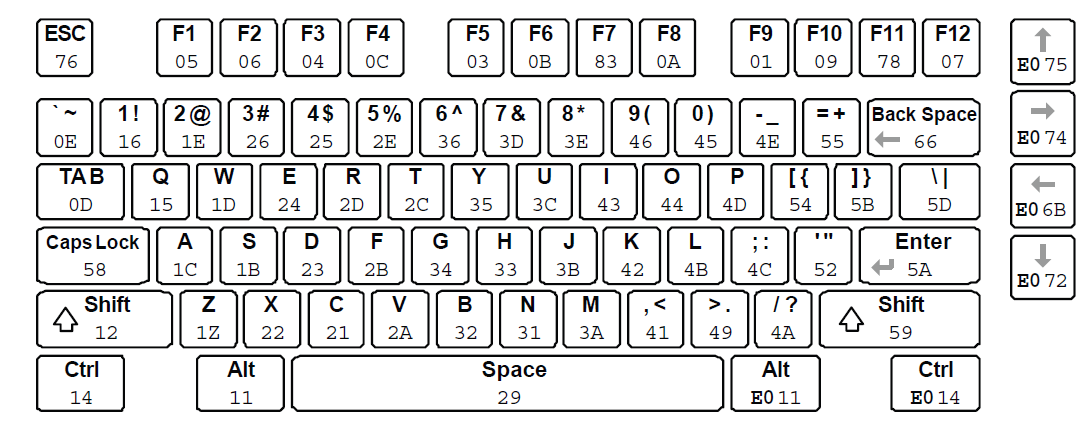 ESC F1 F2 F3 F4 F5 F6 F7 F8 F9 F10 F11 F12
76 05 06 04 0C 03 0B 83 0A 01 09 78 07 E0 75
` ~ 1! 2@ 3# 4$ 5% 6^ 7& 8* 9( 0) -_ =+ Back Space
0E 16 1E 26 25 2E 36 3D 3E 46 45 4E 55 66 E0 74
TAB Q W E R T Y U I O P [{ ]} \|
0D 15 1D 24 2D 2C 35 3C 43 44 4D 54 5B 5D E0 6B
Caps Lock A S D F G H J K L ;: '" Enter
58 1C 1B 23 2B 34 33 3B 42 4B 4C 52 5A E0 72
Shift Z X C V B N M ,< >. /? Shift
12 1Z 22 21 2A 32 31 3A 41 49 4A 59
Ctrl Alt Space Alt Ctrl
14 11 29 E0 11 E0 14